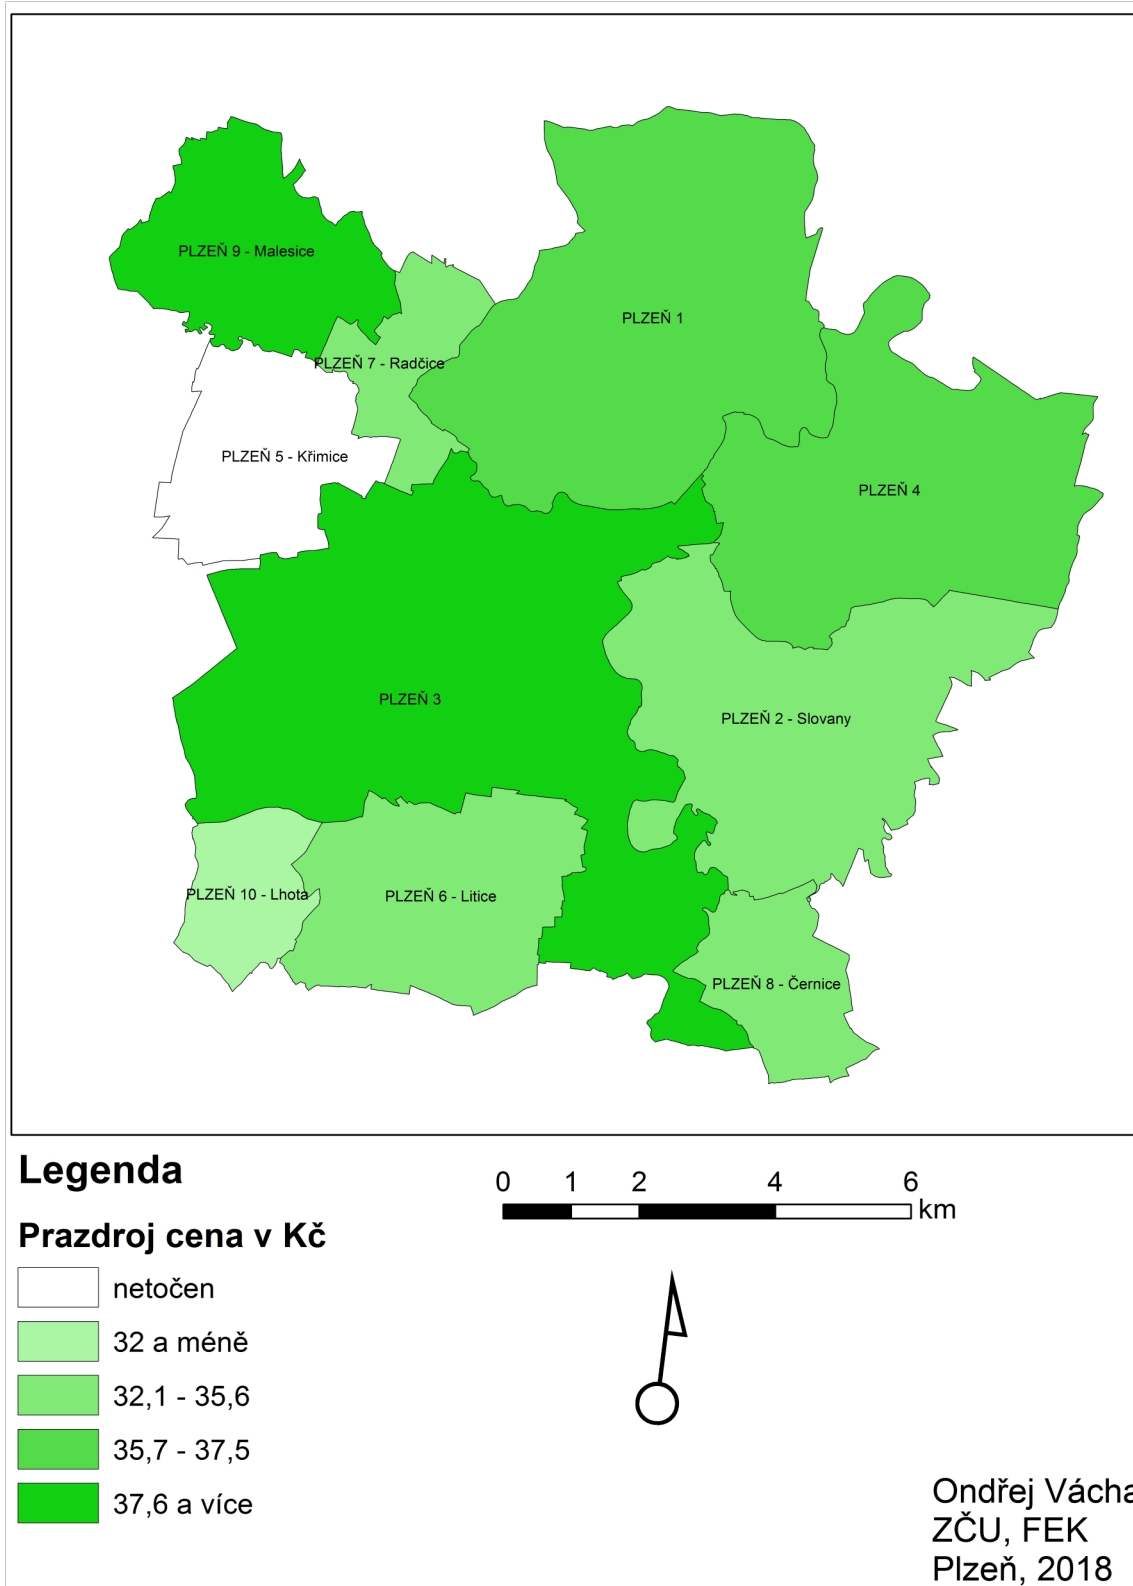 PLZEŇ 9 - Malesice
PLZEŇ 1
PLZEŇ 7 - Radčice
PLZEŇ 5 - Křimice
PLZEŇ 4
PLZEŇ 3
PLZEŇ 2 - Slovany
PLZEŇ 10 - Lhota
PLZEŇ 6 - Litice
PLZEŇ 8 - Černice
Legenda
0 1 2 4 6
km
Prazdroj cena v Kč
netočen
32 a méně
32,1 - 35,6
35,7 - 37,5
37,6 a více
Ondřej Vácha
ZČU, FEK
Plzeň, 2018